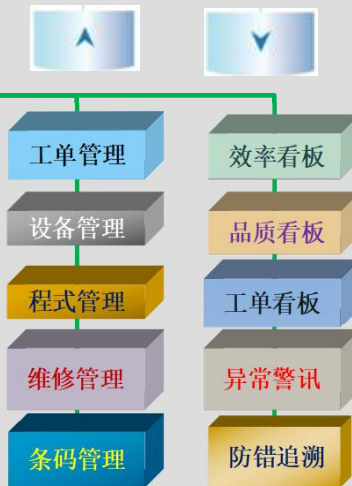 工单管理
设备管理
程式管理
维修管理
条码管理
效率看板
品质看板
工单看板
异常警讯
防错追溯